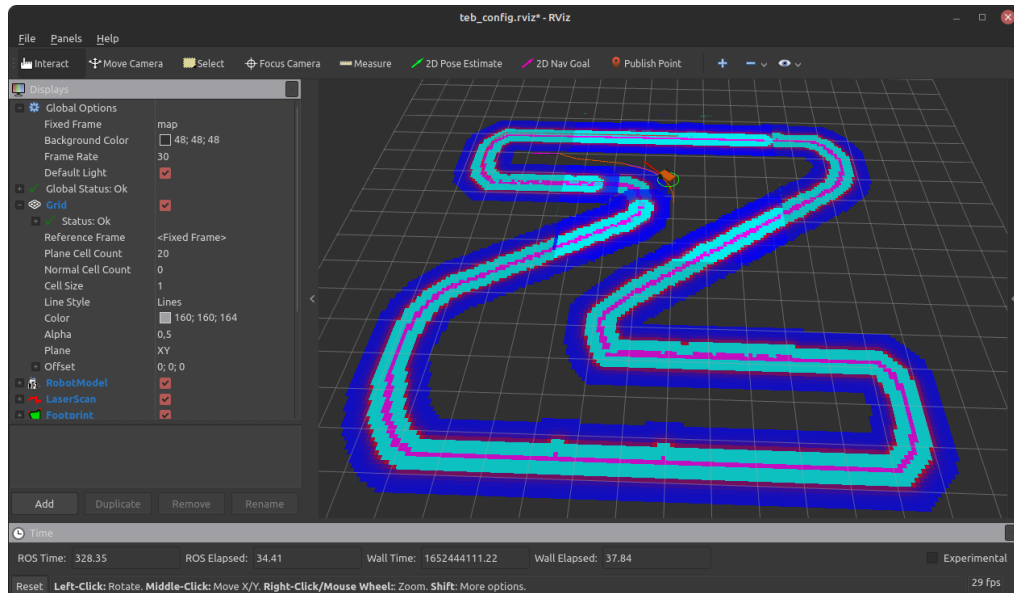 teb_config.rviz* - RViz
File Panels Help
Interact Move Camera Select Focus Camera Measure 2D Pose Estimate 2D Nav Goal Publish Point
Displays
Global Options
Fixed Frame map
Background Color 48; 48; 48
Frame Rate 30
Default Light
Global Status: Ok
Grid
Status: Ok
Reference Frame <Fixed Frame>
Plane Cell Count 20
Normal Cell Count 0
Cell Size 1
Line Style Lines
Color 160; 160; 164
Alpha 0,5
Plane XY
Offset 0; 0; 0
RobotModel
LaserScan
Footprint
Add Duplicate Remove Rename
Time
ROS Time: 328.35 ROS Elapsed: 34.41 Wall Time: 1652444111.22 Wall Elapsed: 37.84 Experimental
Reset Left-Click: Rotate. Middle-Click: Move X/Y. Right-Click/Mouse Wheel:: Zoom. Shift: More options. 29 fps